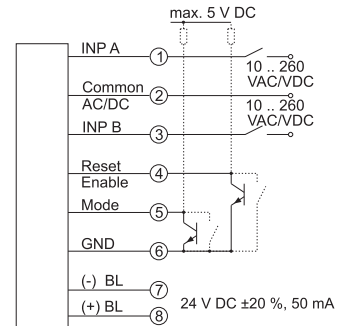 max. 5 V DC
INP A
1
10 .. 260
VAC/VDC
Common
AC/DC
2
10 .. 260
VAC/VDC
INP B
3
Reset
Enable
4
Mode
5
GND
6
(-) BL
7
(+) BL
8
24 V DC ±20 %, 50 mA